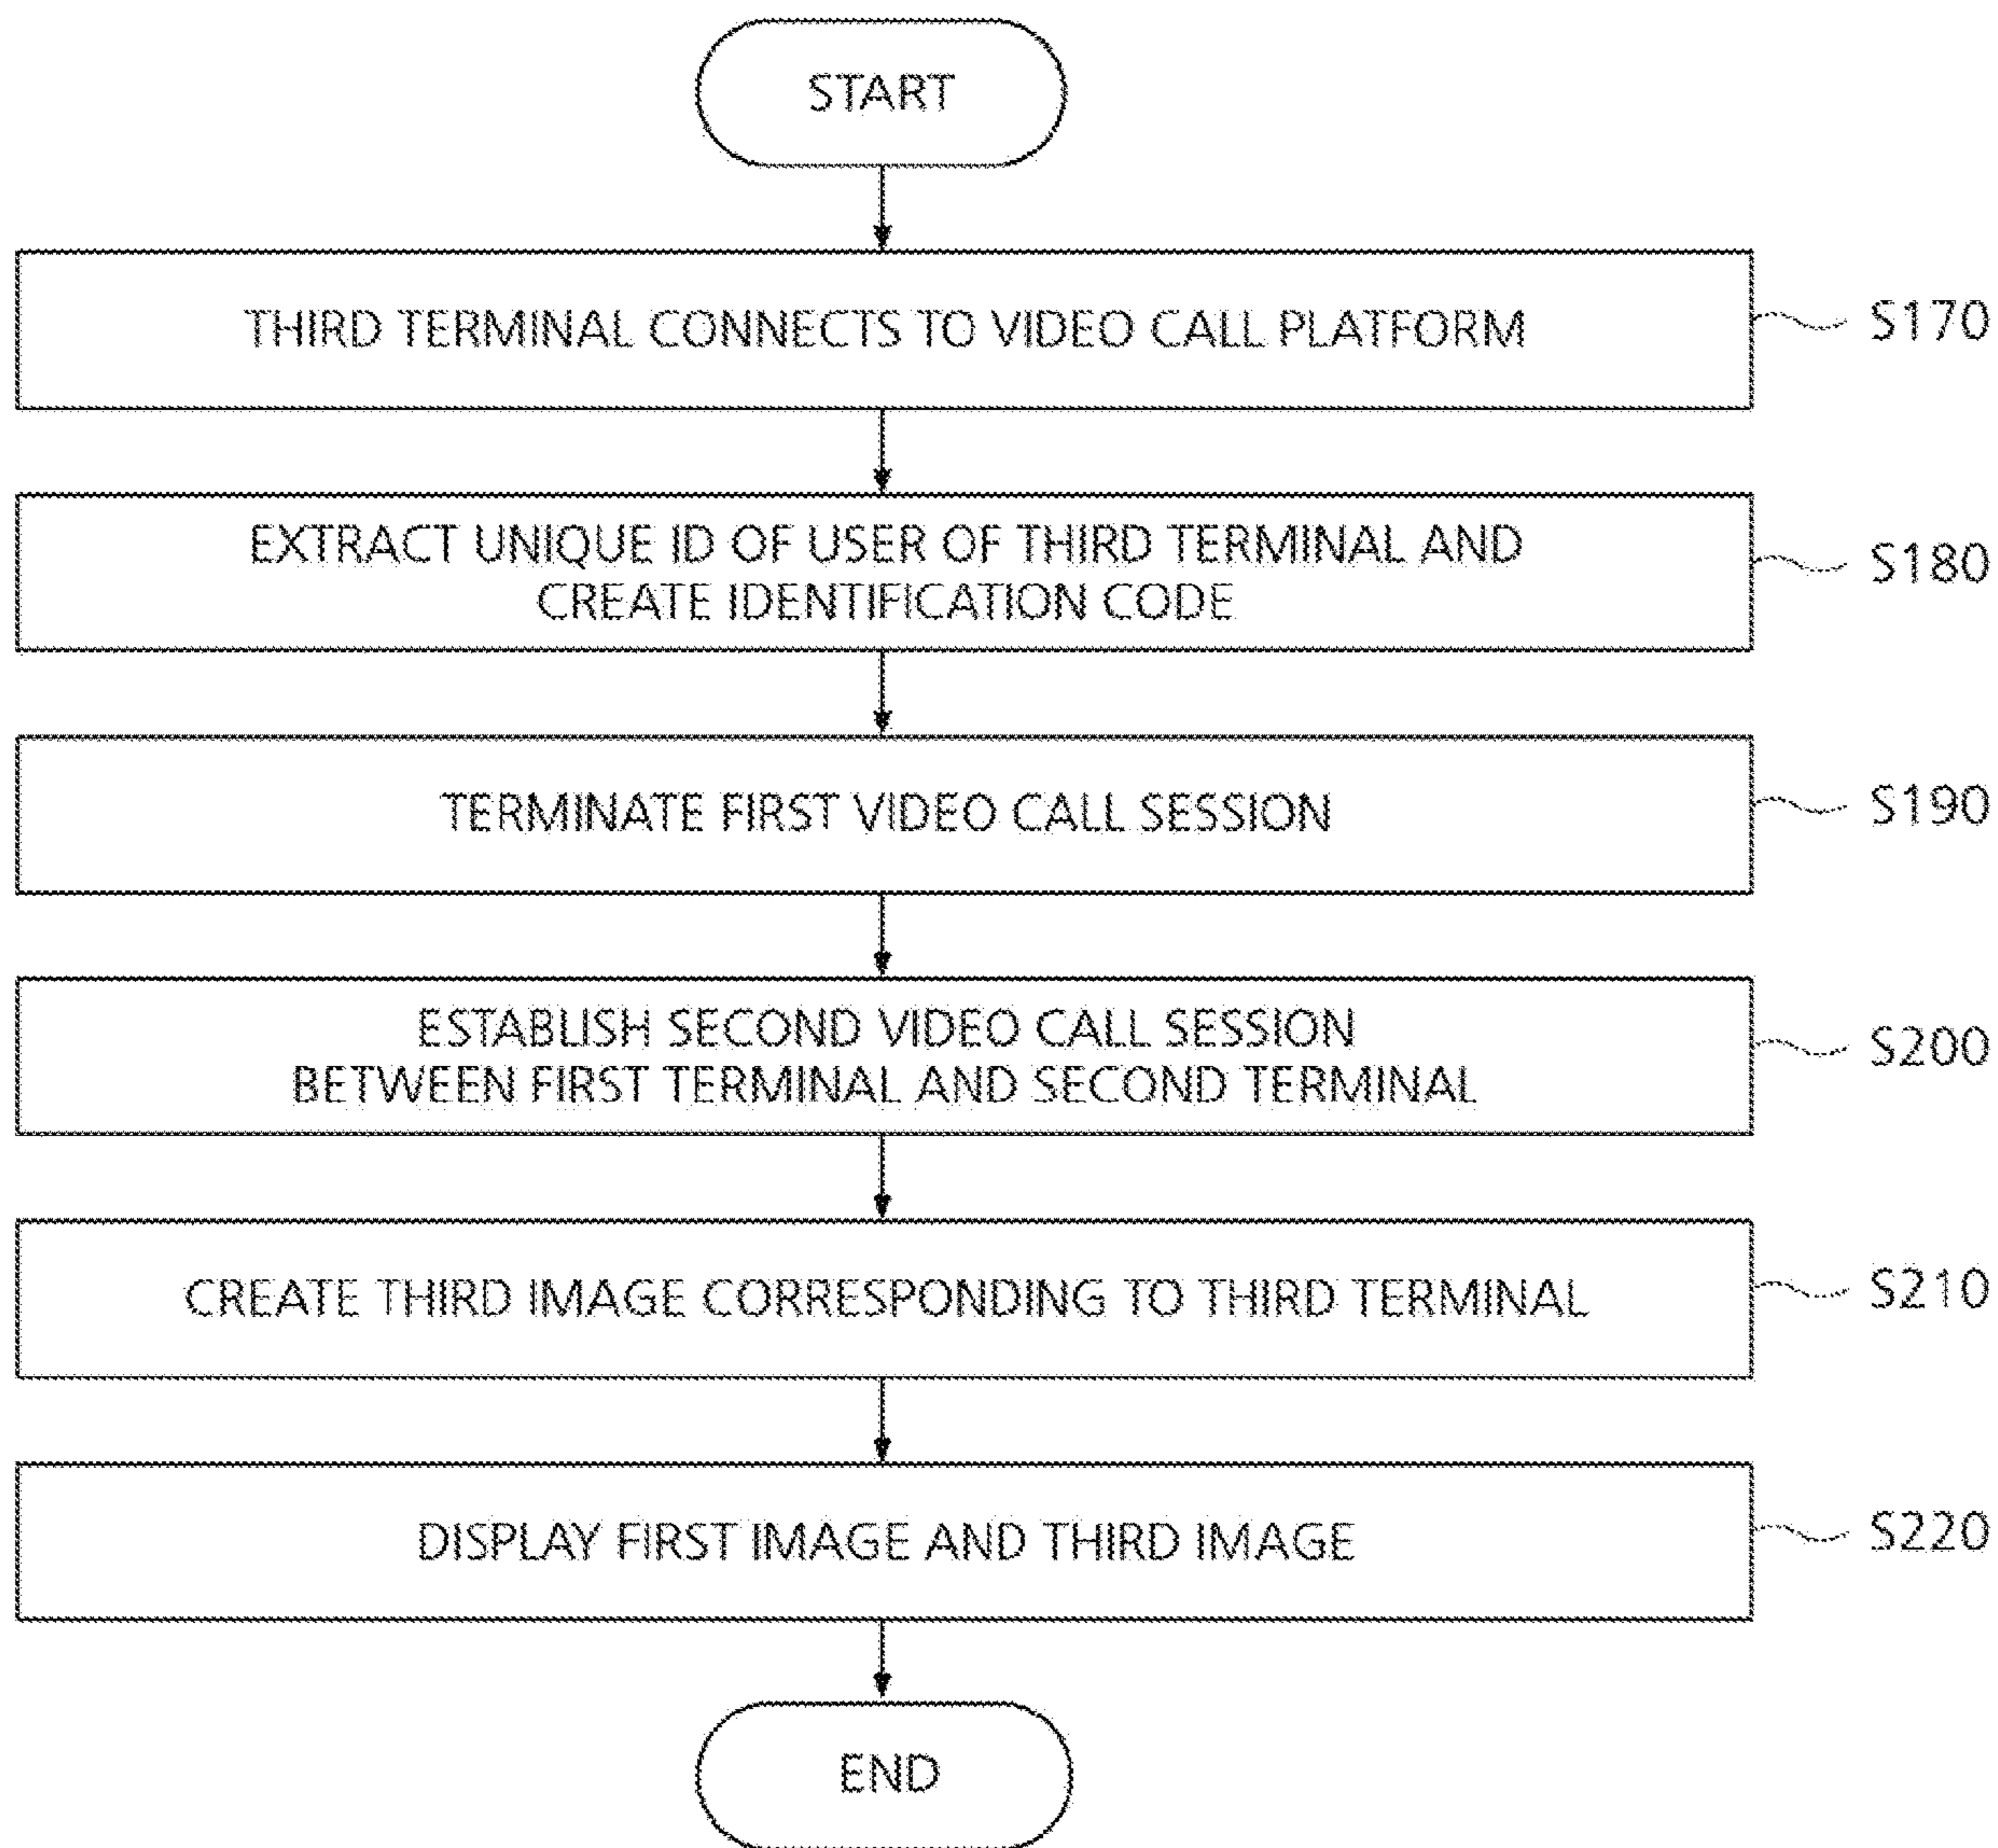 START
THIRD TERMINAL CONNECTS TO VIDEO CALL PLATFORM
S170
EXTRACT UNIQUE ID OF USER OF THIRD TERMINAL AND
CREATE IDENTIFICATION CODE
S180
TERMINATE FIRST VIDEO CALL SESSION
S190
ESTABLISH SECOND VIDEO CALL SESSION
BETWEEN FIRST TERMINAL AND SECOND TERMINAL
S200
CREATE THIRD IMAGE CORRESPONDING TO THIRD TERMINAL
S210
DISPLAY FIRST IMAGE AND THIRD IMAGE
S220
END